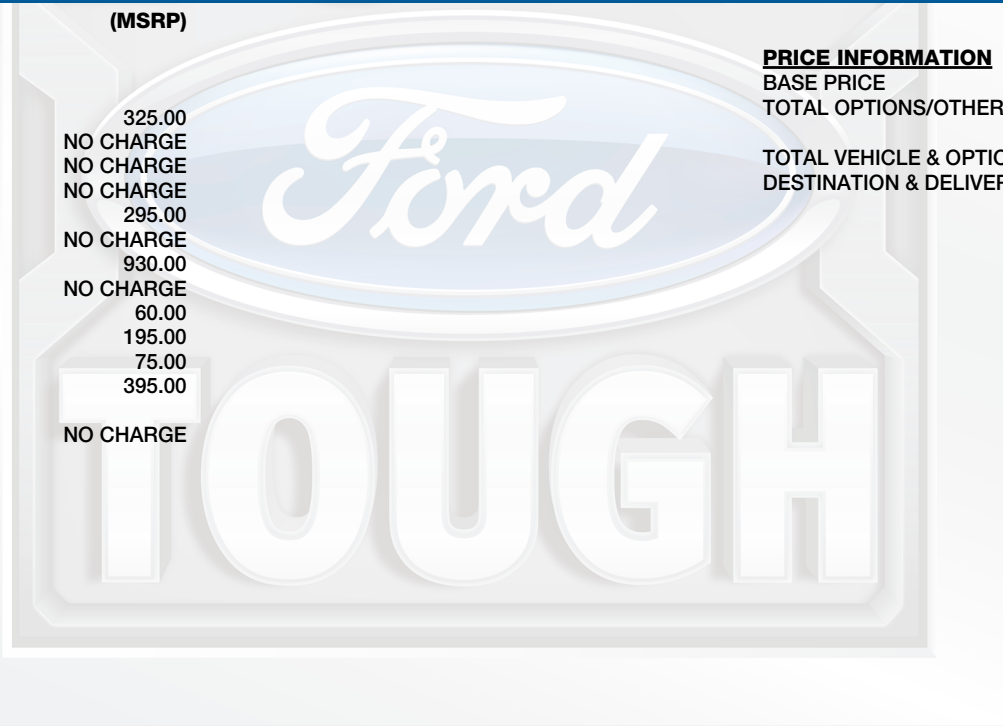 (MSRP)
325.00
NO CHARGE
NO CHARGE
NO CHARGE
295.00
NO CHARGE
930.00
NO CHARGE
60.00
195.00
75.00
395.00
NO CHARGE
PRICE INFORMATION
BASE PRICE
TOTAL OPTIONS/OTHER
TOTAL VEHICLE & OPTIO
DESTINATION & DELIVER
Ford
TOUGH